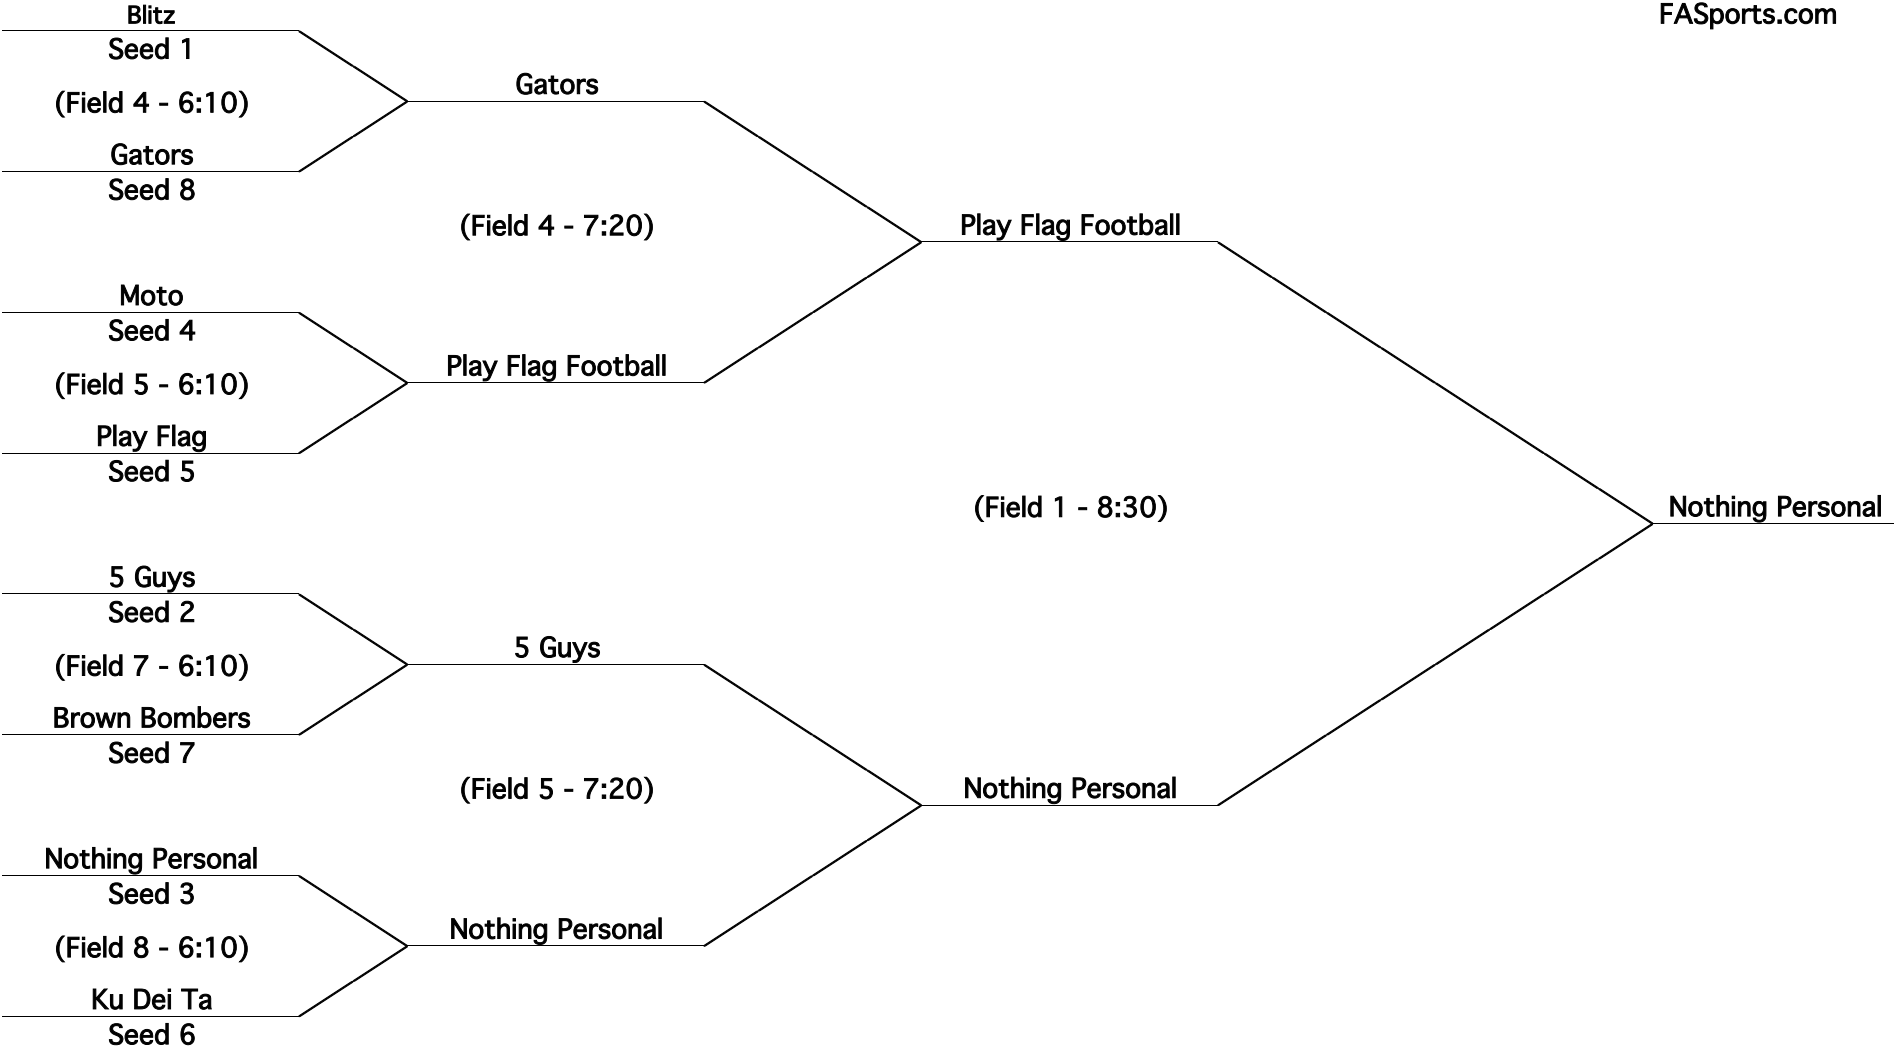 Blitz
FASports.com
Seed 1
Gators
(Field 4 - 6:10)
Gators
Seed 8
(Field 4 - 7:20)
Play Flag Football
Moto
Seed 4
Play Flag Football
(Field 5 - 6:10)
Play Flag
Seed 5
(Field 1 - 8:30)
Nothing Personal
5 Guys
Seed 2
5 Guys
(Field 7 - 6:10)
Brown Bombers
Seed 7
(Field 5 - 7:20)
Nothing Personal
Nothing Personal
Seed 3
Nothing Personal
(Field 8 - 6:10)
Ku Dei Ta
Seed 6